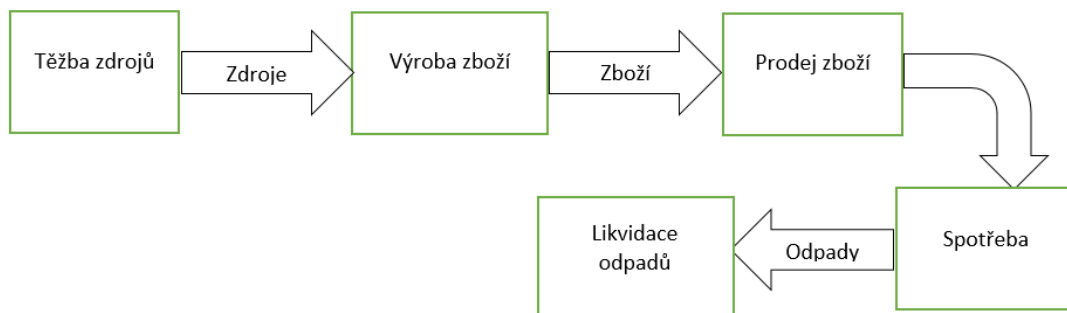 Těžba zdrojů
Zdroje
Výroba zboží
Zboží
Prodej zboží
Spotřeba
Odpady
Likvidace
odpadů